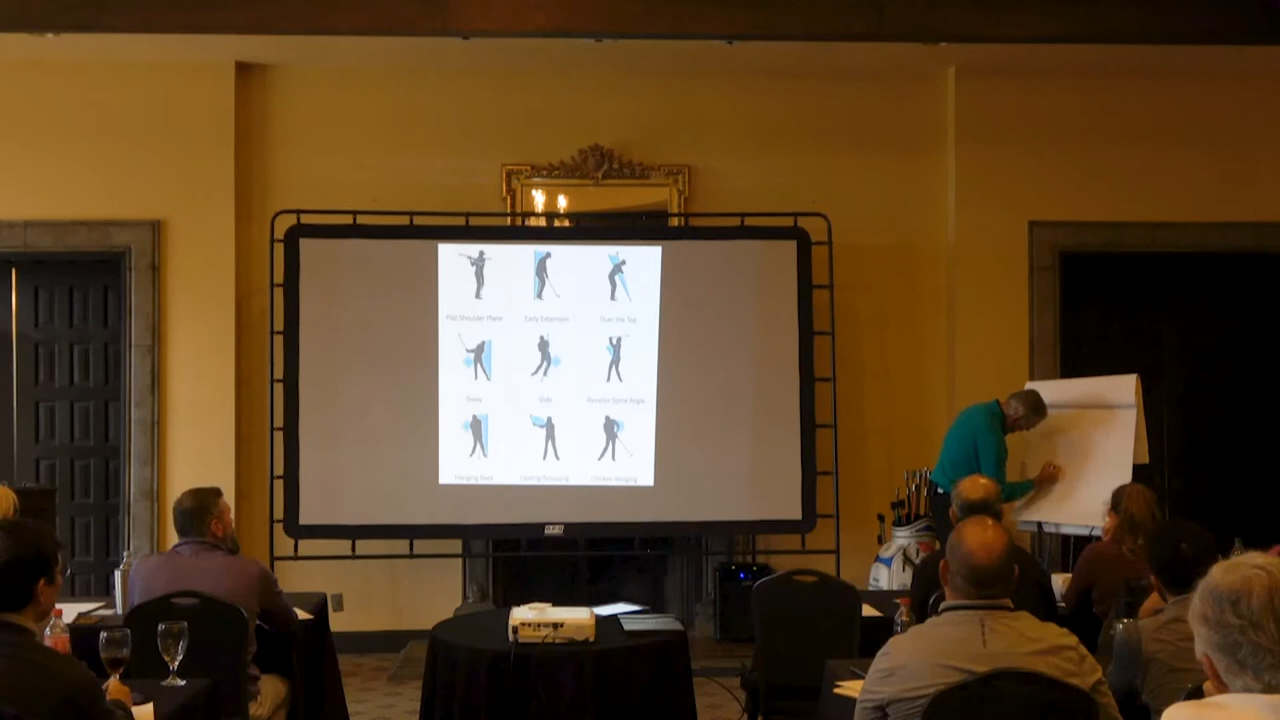 Flat Shoulder Plane Early Extension Over the Top
Sway Slide Reverse Spine Angle
Hanging Back Casting/Scooping Chicken Winging